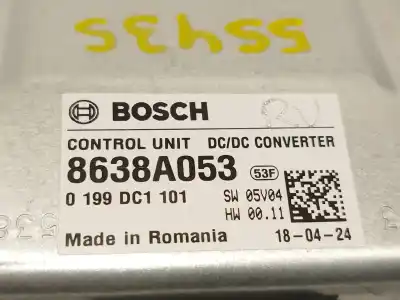 55435
BOSCH
CONTROL UNIT DC/DC CONVERTER
8638A053 53F
0 199 DC1 101 SW 05V04
HW 00.11
Made in Romania 18-04-24